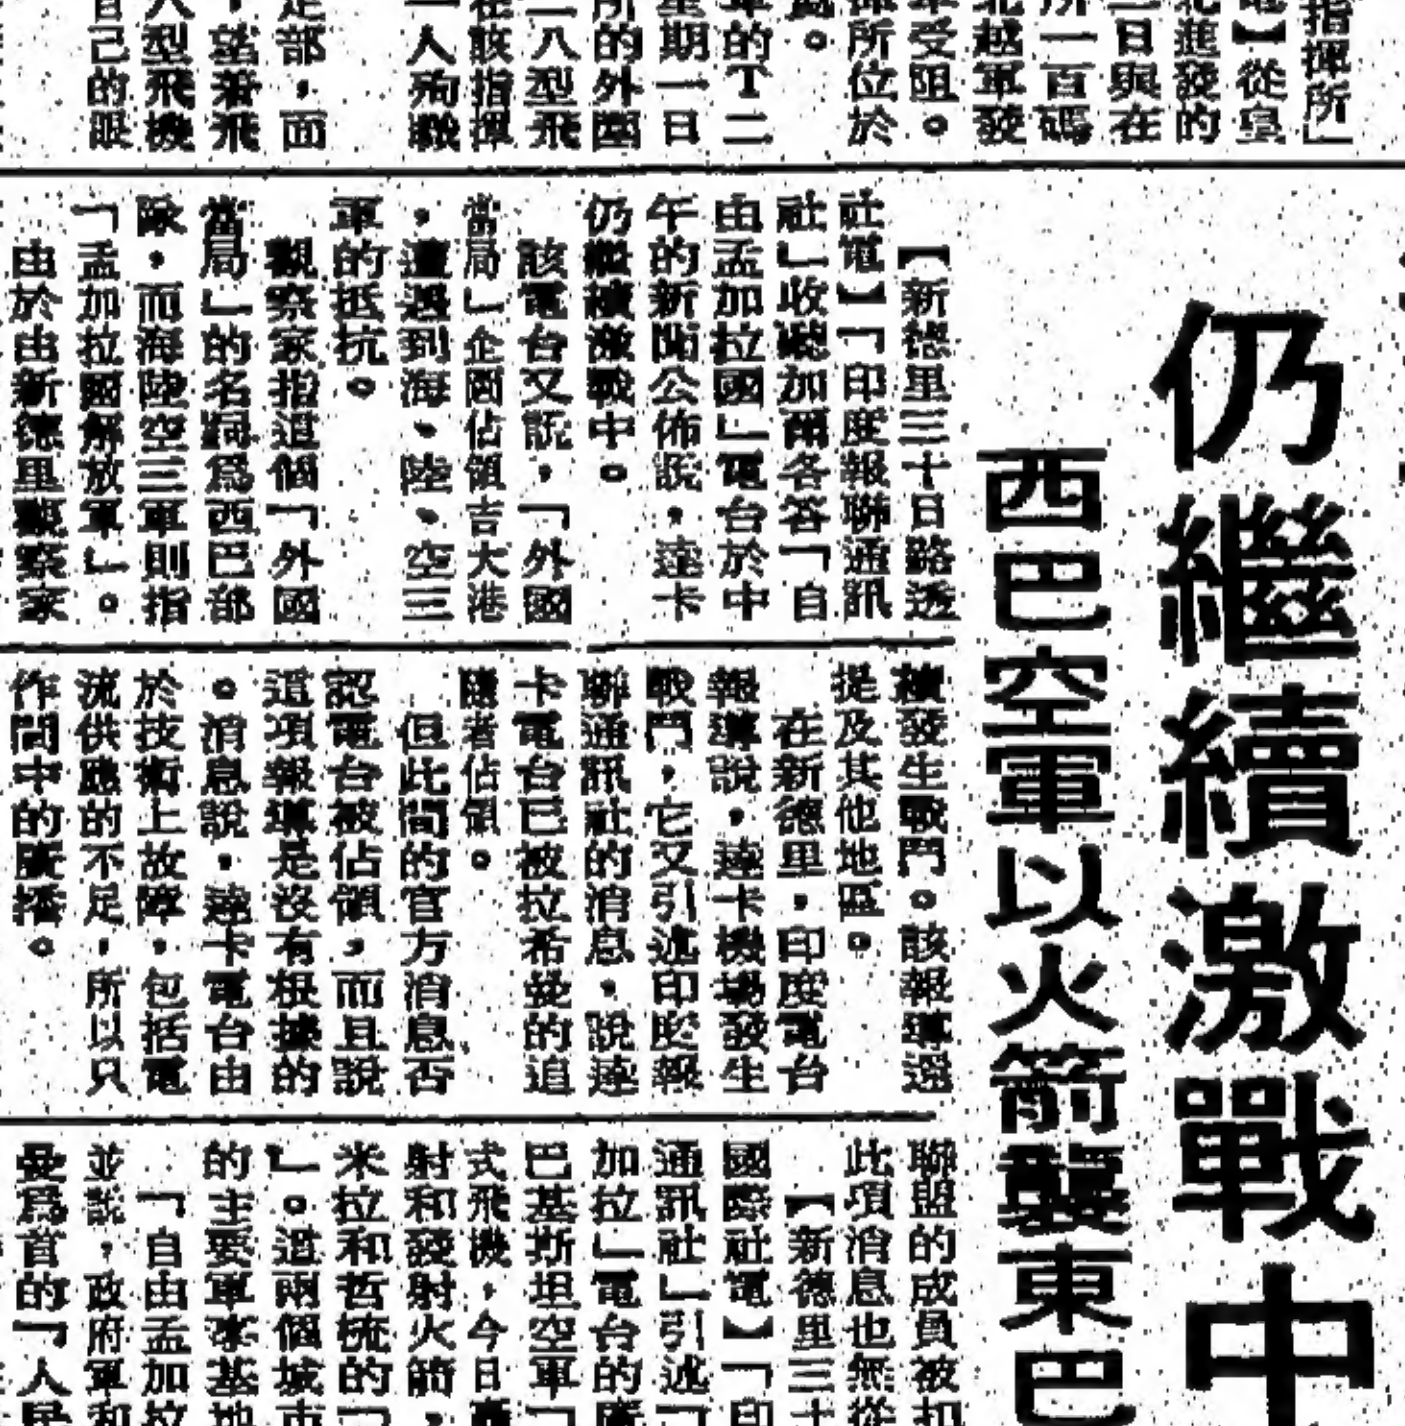 指揮所」
電】從皇
北進發的
二日與在
所一百碼
北越軍發
軍受阻。
揮所位於
軍的T二
星期一日
所的外圍
二八型飛
在該指揮
一人殉職
走部，面
，望着飛
八型飛機
自己的眼
仍繼續激戰中
西巴空軍以火箭襲東巴
【新德里三十日路透
社電】「印度報聯通訊
社」收聽加爾各答「自
由孟加拉國」電台於中
午的新聞公佈說，達卡
仍繼續激戰中。
該電台又說，「外國
當局」企圖佔領吉大港
，遭遇到海、陸、空三
軍的抵抗。
觀察家指這個「外國
當局」的名詞爲西巴部
隊，而海陸空三軍則指
「孟加拉國解放軍」。
由於由新德里觀察家
續發生戰鬥。該報導還
提及其他地區。
在新德里，印度電台
報導說，達卡機場發生
戰鬥，它又引述印度報
聯通訊社的消息，說達
卡電台已被拉希曼的追
隨者佔領。
但此間的官方消息否
認電台被佔領，而且說
這項報導是沒有根據的
。消息說，達卡電台由
於技術上故障，包括電
流供應的不足，所以只
作間中的廣播。
聯盟的成員被扣
此項消息也無從
【新德里三十
國際社電】「印
通訊社」引述「
加拉」電台的廣
巴基斯坦空軍「
式飛機，今日轟
射和發射火箭，
米拉和哲梳的「
」。這兩個城市
的主要軍事基地
「自由孟加拉
並說，政府軍和
曼爲首的「人民